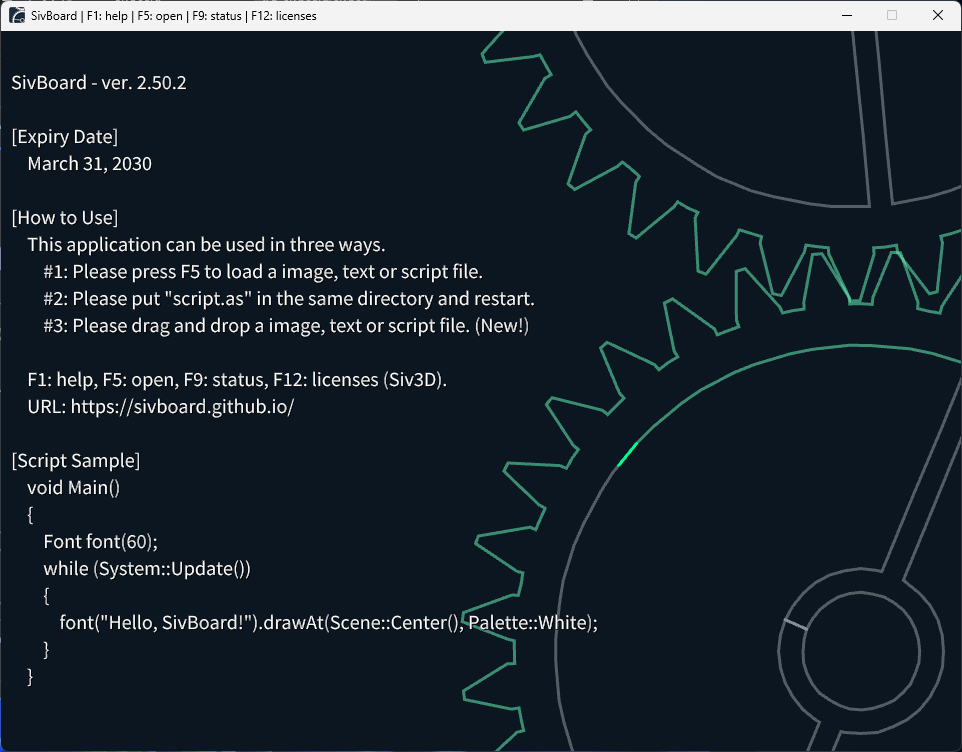 SivBoard | F1: help | F5: open | F9: status | F12: licenses
SivBoard - ver. 2.50.2
[Expiry Date]
March 31, 2030
[How to Use]
This application can be used in three ways.
#1: Please press F5 to load a image, text or script file.
#2: Please put "script.as" in the same directory and restart.
#3: Please drag and drop a image, text or script file. (New!)
F1: help, F5: open, F9: status, F12: licenses (Siv3D).
URL: https://sivboard.github.io/
[Script Sample]
void Main()
{
Font font(60);
while (System::Update())
{
font("Hello, SivBoard!").drawAt(Scene::Center(), Palette::White);
}
}